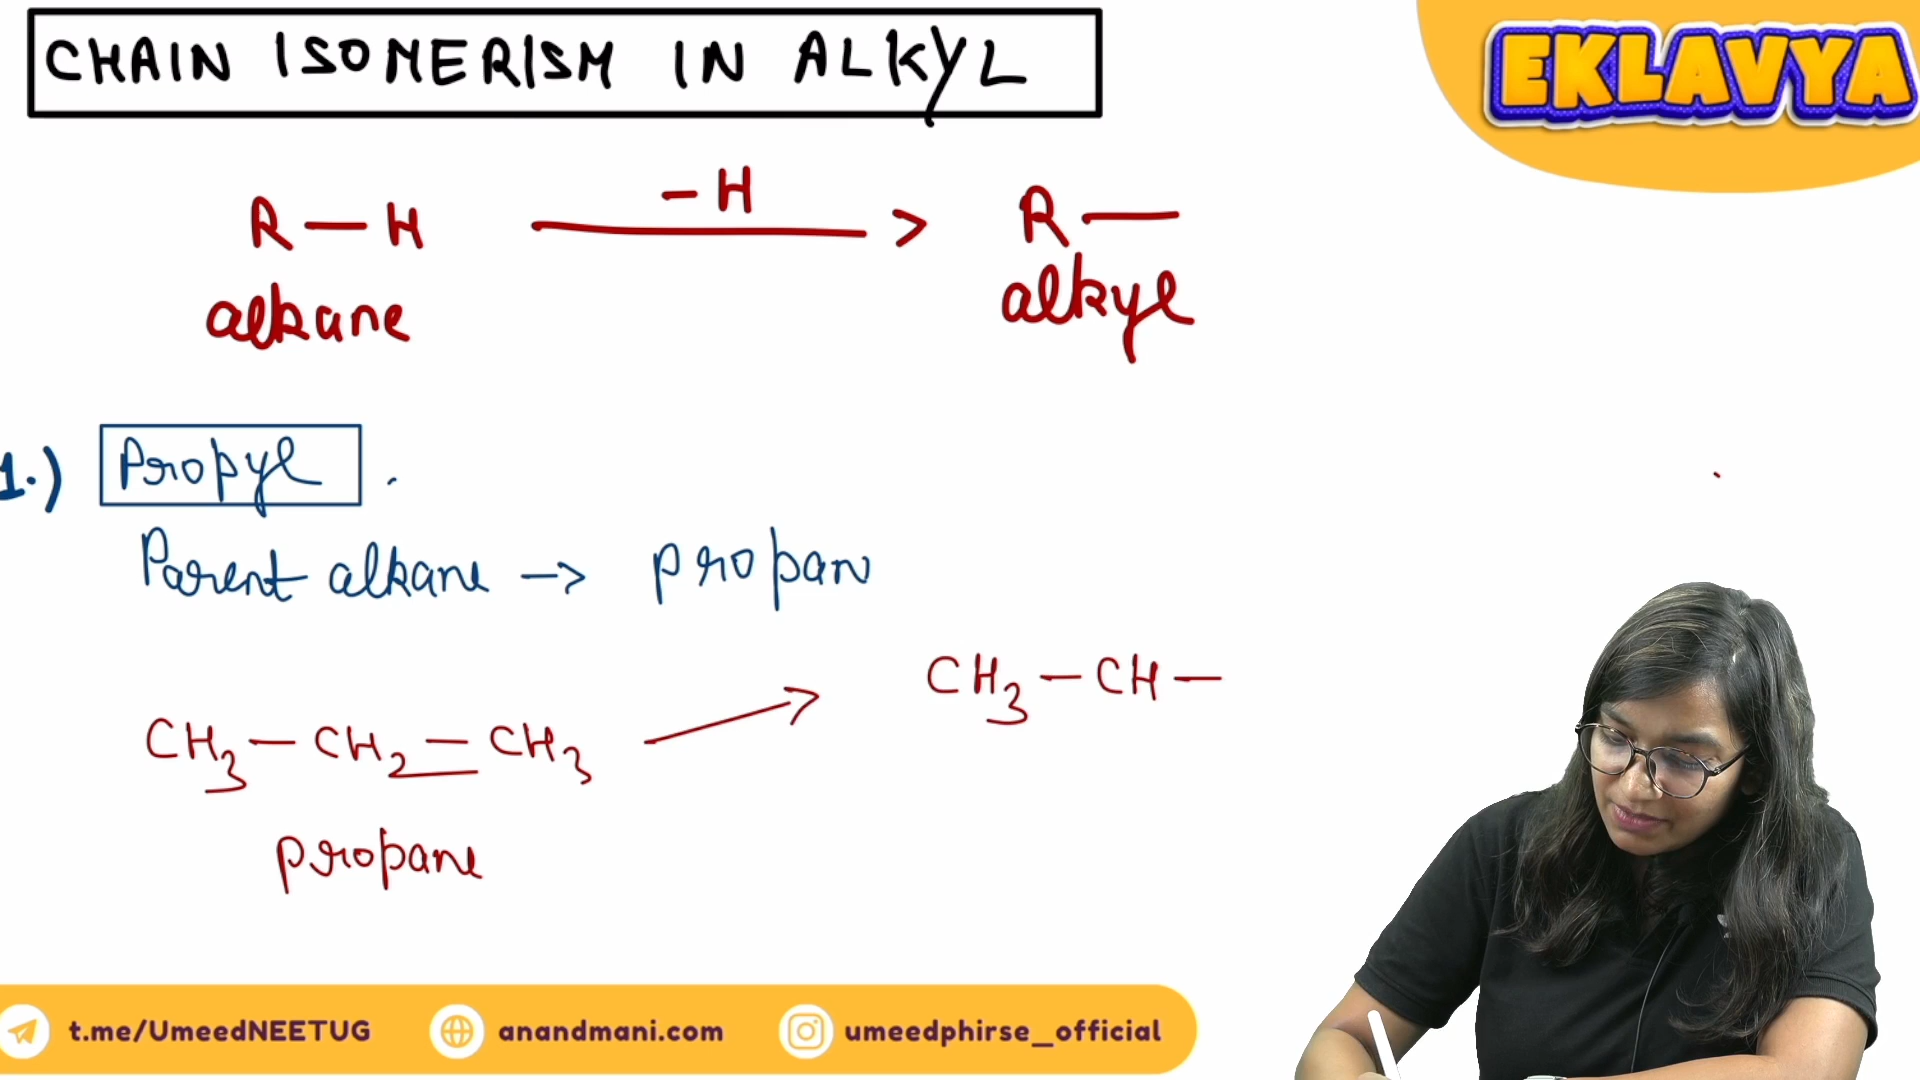 CHAIN ISOMERISM IN ALKYL
EKLAVYA
R — H — H > R —
alkane alkyl
1.) Propyl .
Parent alkane -> propan
CH3 — CH —
CH3 — CH2 — CH3
propane
t.me/UmeedNEETUG anandmani.com umeedphirse_official